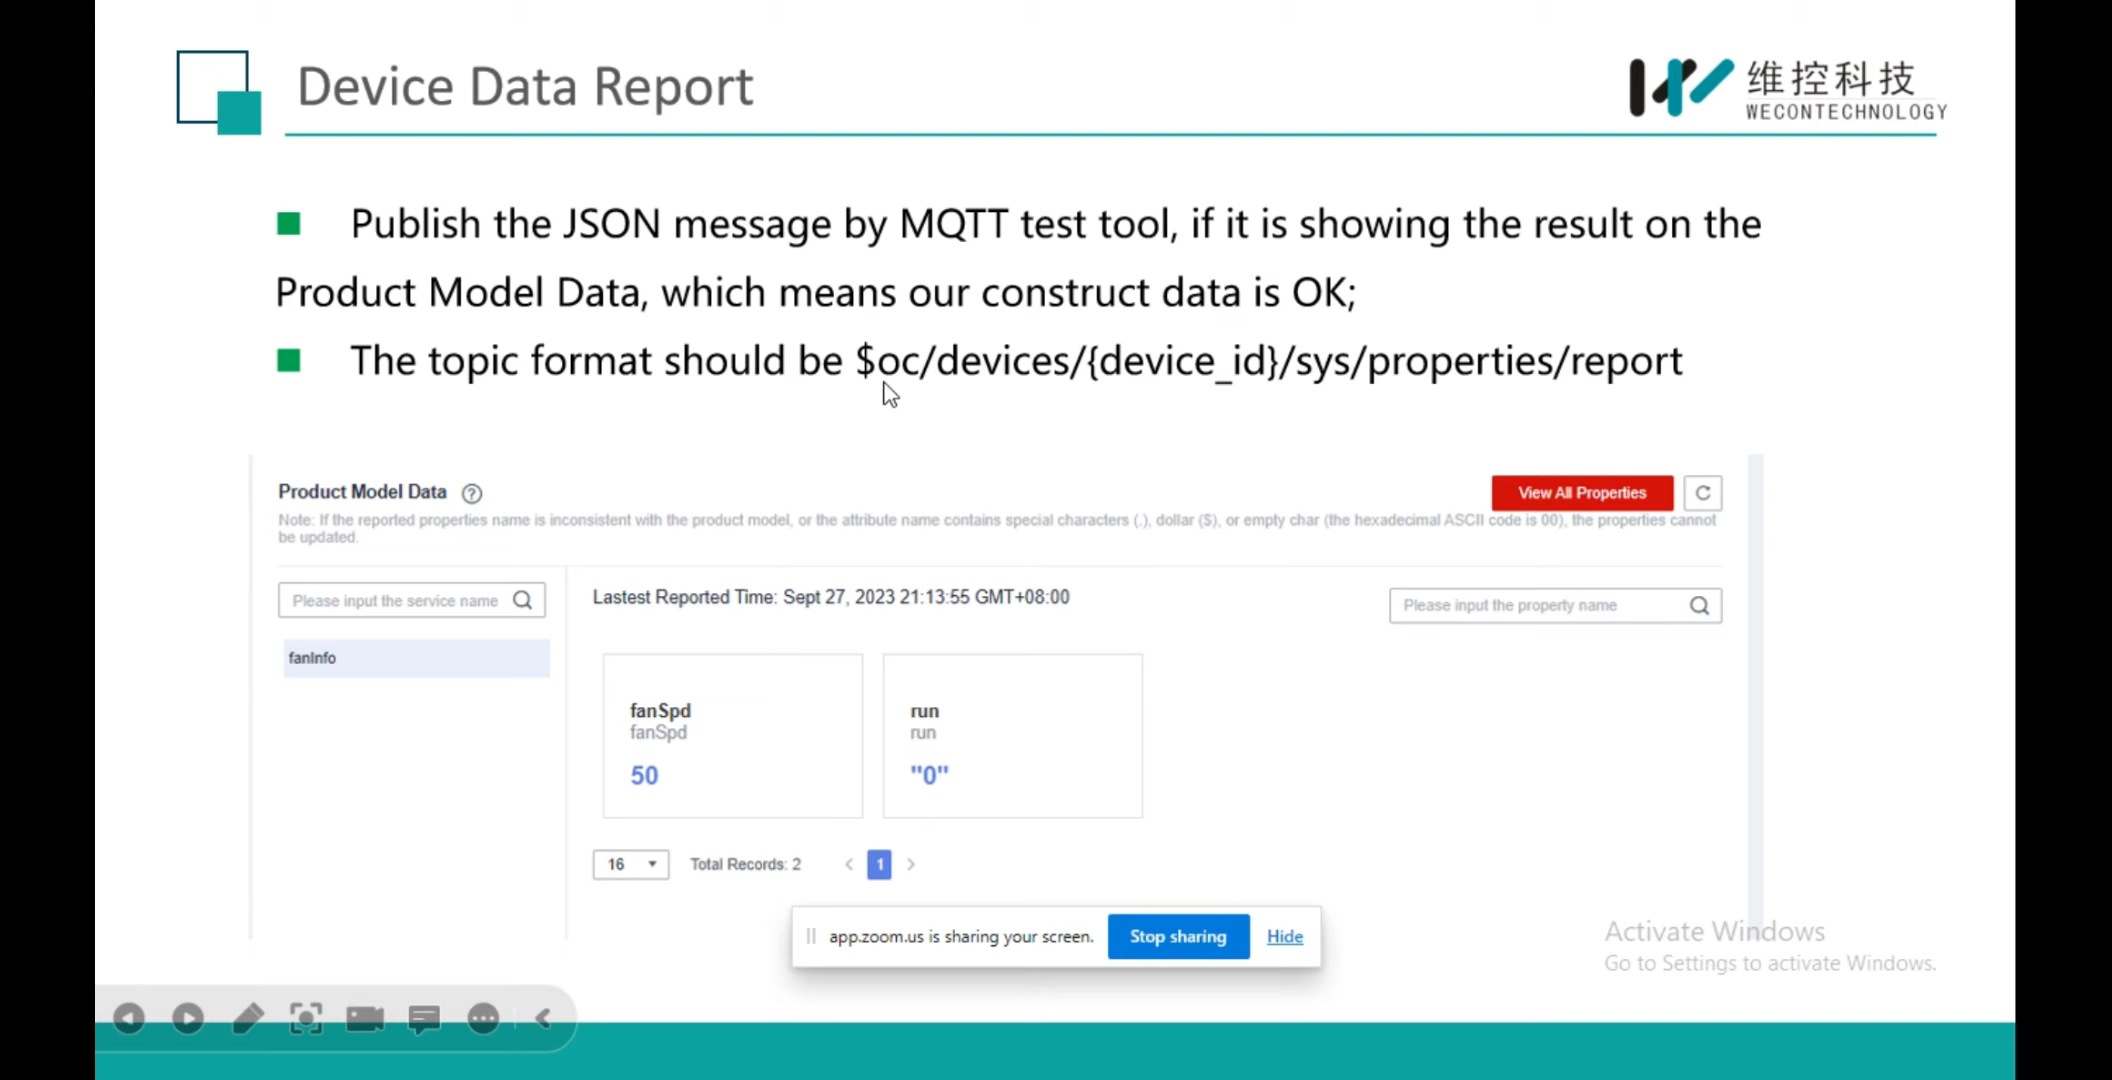 Device Data Report
维控科技
WECONTECHNOLOGY
Publish the JSON message by MQTT test tool, if it is showing the result on the
Product Model Data, which means our construct data is OK;
The topic format should be $oc/devices/{device_id}/sys/properties/report
Product Model Data ?
View All Properties
Note: If the reported properties name is inconsistent with the product model, or the attribute name contains special characters (.), dollar ($), or empty char (the hexadecimal ASCII code is 00), the properties cannot
be updated.
Please input the service name
Lastest Reported Time: Sept 27, 2023 21:13:55 GMT+08:00
Please input the property name
fanInfo
fanSpd
fanSpd
50
run
run
"0"
16
Total Records: 2
< 1 >
app.zoom.us is sharing your screen.
Stop sharing
Hide
Activate Windows
Go to Settings to activate Windows.